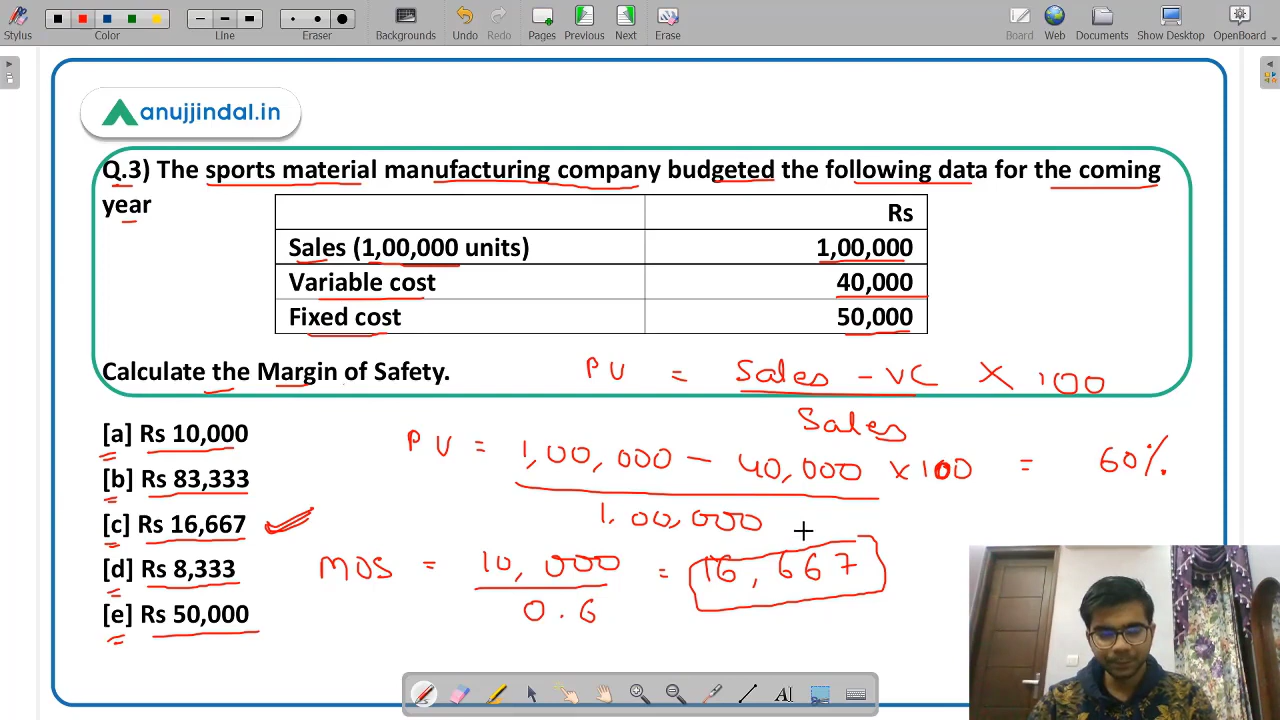 Stylus
Color
Line
Eraser
Backgrounds
Undo
Redo
Pages
Previous
Next
Erase
Board
Web
Documents
Show Desktop
OpenBoard
anujjindal.in
Q.3) The sports material manufacturing company budgeted the following data for the coming
year
Rs
Sales (1,00,000 units) 1,00,000
Variable cost 40,000
Fixed cost 50,000
Calculate the Margin of Safety.
PV = Sales - VC × 100
Sales
[a] Rs 10,000
[b] Rs 83,333
[c] Rs 16,667
[d] Rs 8,333
[e] Rs 50,000
PV = 1,00,000 - 40,000 × 100 = 60%
1,00,000
MOS = 10,000 = 16,667
0.6